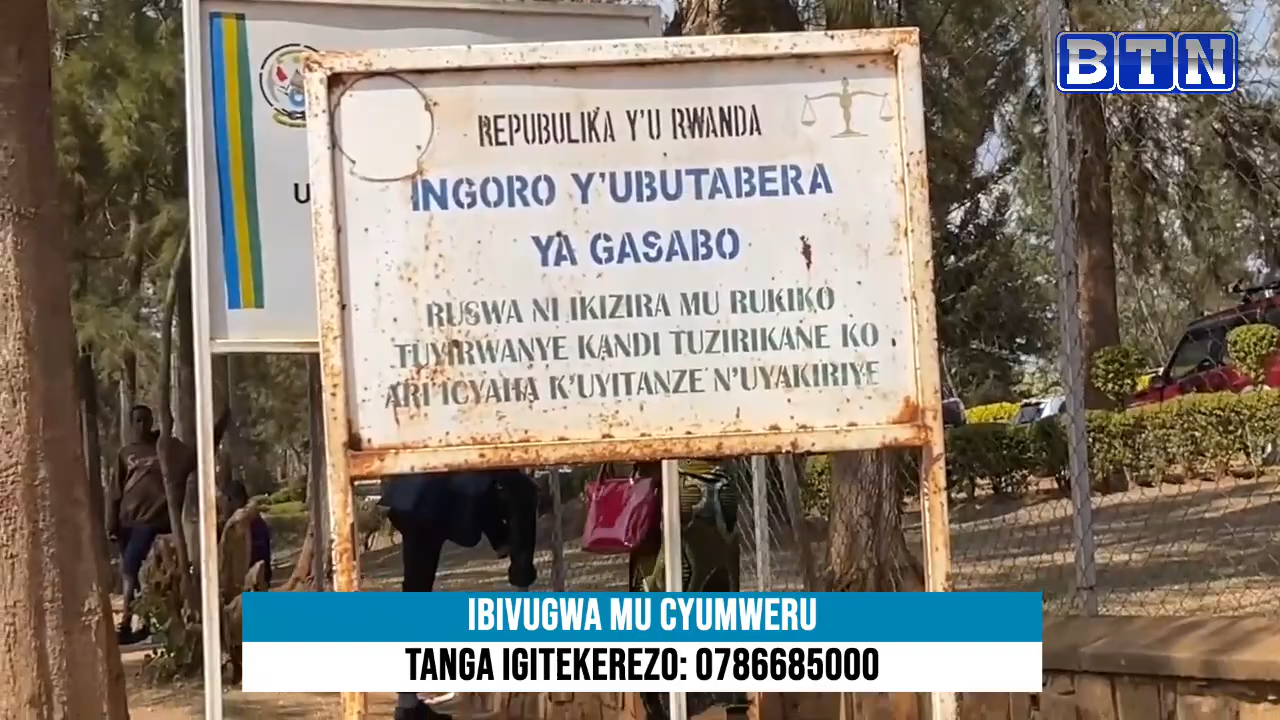 BTN
U
REPUBULIKA Y'U RWANDA
INGORO Y'UBUTABERA
YA GASABO
RUSWA NI IKIZIRA MU RUKIKO
TUYIRWANYE KANDI TUZIRIKANE KO
ARI ICYAHA K'UYITANZE N'UYAKIRIYE
IBIVUGWA MU CYUMWERU
TANGA IGITEKEREZO: 0786685000